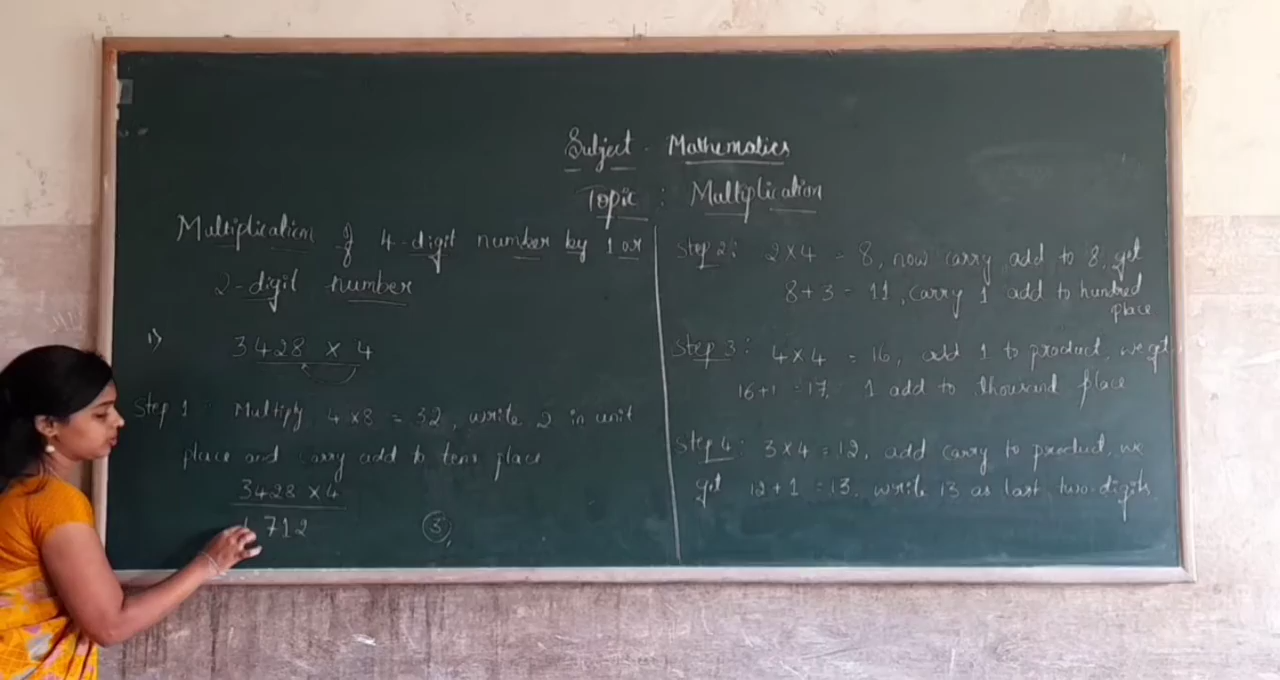 Subject - Mathematics
Topic : Multiplication
Multiplication of 4-digit number by 1 or
2-digit number
1)
3428 × 4
Step 1 : Multiply 4×8 = 32, write 2 in unit
place and carry add to tens place
3428 × 4
712
3
Step 2: 2×4 = 8, now carry add to 8, get
8+3 = 11, carry 1 add to hundred
place
Step 3: 4×4 = 16, add 1 to product, we get
16+1 = 17, 1 add to thousand place
Step 4: 3×4 = 12, add carry to product, we
get 12+1 = 13, write 13 as last two-digits.